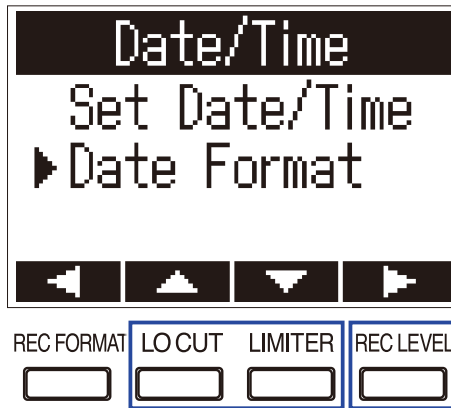 Date/Time
Set Date/Time
Date Format
REC FORMAT LO CUT LIMITER REC LEVEL